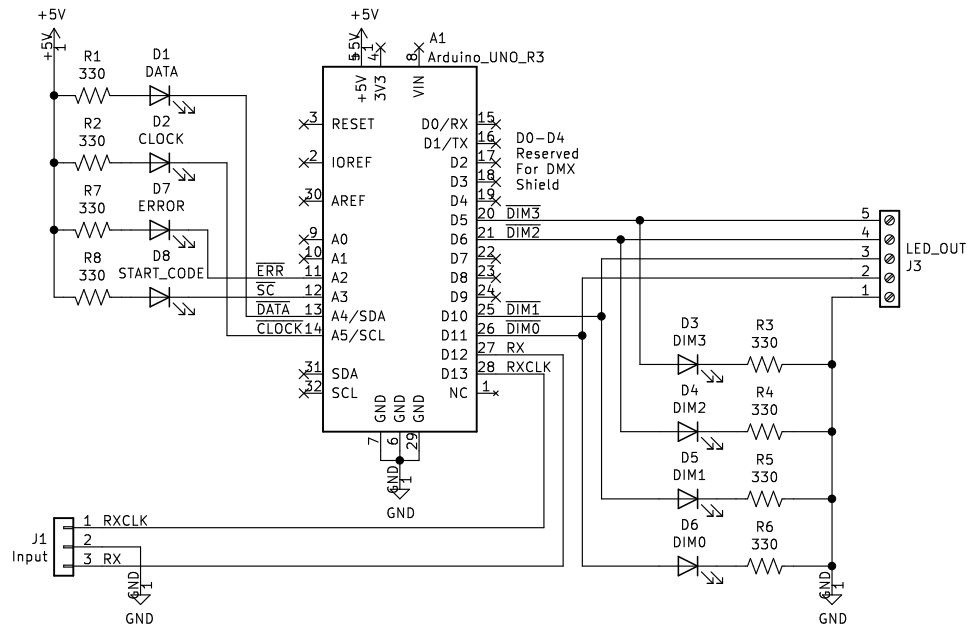 +5V
+5V
1
R1
330
D1
DATA
R2
330
D2
CLOCK
R7
330
D7
ERROR
R8
330
D8
START_CODE
ERR
SC
DATA
CLOCK
+5V
1
5
4
8
A1
Arduino_UNO_R3
+5V
3V3
VIN
3 RESET
2 IOREF
30 AREF
9 A0
10 A1
11 A2
12 A3
13 A4/SDA
14 A5/SCL
31 SDA
32 SCL
D0/RX 15
D1/TX 16
D2 17
D3 18
D4 19
D5 20 DIM3
D6 21 DIM2
D7 22
D8 23
D9 24
D10 25 DIM1
D11 26 DIM0
D12 27 RX
D13 28 RXCLK
NC 1
GND
GND
GND
7
6
29
GND
1
GND
D0-D4
Reserved
For DMX
Shield
5
4
3
2
1
LED_OUT
J3
D3
DIM3
R3
330
D4
DIM2
R4
330
D5
DIM1
R5
330
D6
DIM0
R6
330
GND
1
GND
J1
Input
1 RXCLK
2
3 RX
GND
1
GND